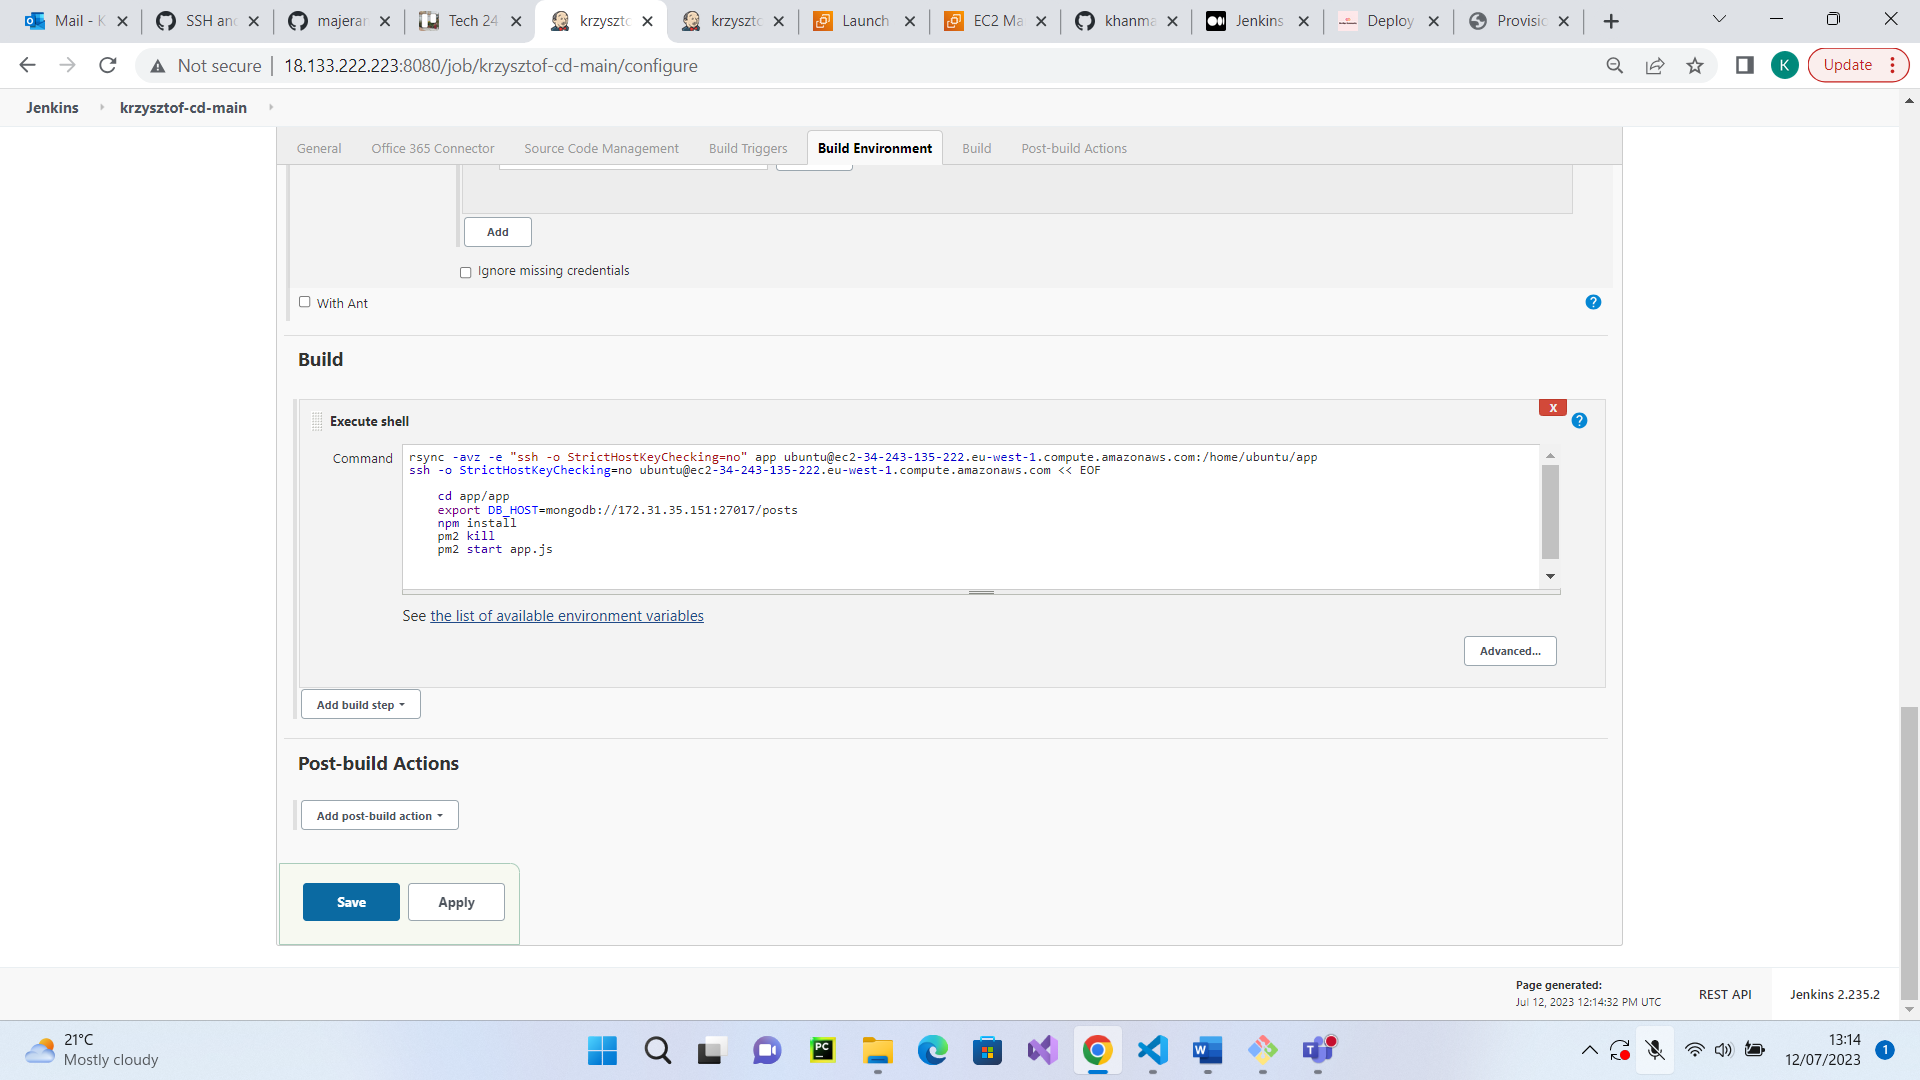 Mail - K
SSH and
majeran
Tech 24
krzyszto
krzyszto
Launch
EC2 Ma
khanma
Jenkins
Deploy
Provisio
Not secure
18.133.222.223:8080/job/krzysztof-cd-main/configure
K
Update
Jenkins
krzysztof-cd-main
General
Office 365 Connector
Source Code Management
Build Triggers
Build Environment
Build
Post-build Actions
Add
Ignore missing credentials
With Ant
?
Build
X
Execute shell
?
Command
rsync -avz -e "ssh -o StrictHostKeyChecking=no" app ubuntu@ec2-34-243-135-222.eu-west-1.compute.amazonaws.com:/home/ubuntu/app
ssh -o StrictHostKeyChecking=no ubuntu@ec2-34-243-135-222.eu-west-1.compute.amazonaws.com << EOF
cd app/app
export DB_HOST=mongodb://172.31.35.151:27017/posts
npm install
pm2 kill
pm2 start app.js
See the list of available environment variables
Advanced...
Add build step
Post-build Actions
Add post-build action
Save
Apply
Page generated:
Jul 12, 2023 12:14:32 PM UTC
REST API
Jenkins 2.235.2
21°C
Mostly cloudy
PC
W
T
13:14
12/07/2023
1